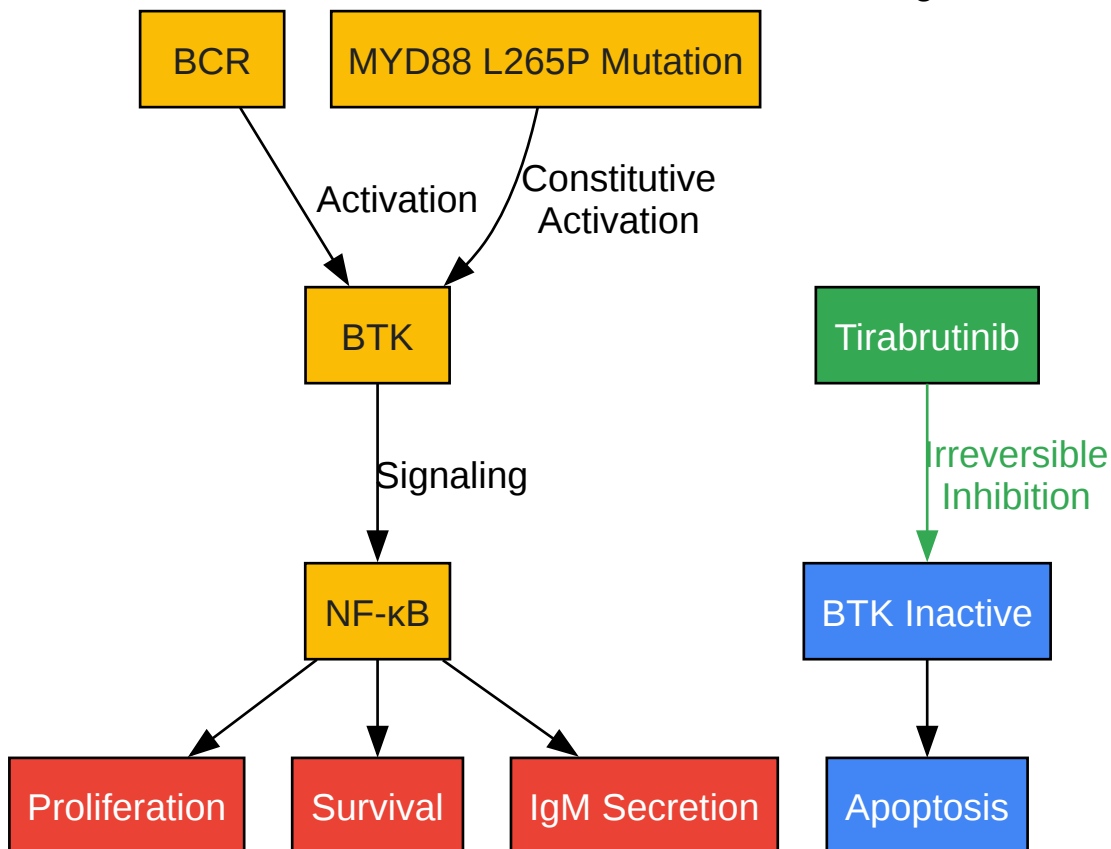 BCR
MYD88 L265P Mutation
Activation
Constitutive
Activation
BTK
Tirabrutinib
Signaling
Irreversible
Inhibition
NF-κB
BTK Inactive
Proliferation
Survival
IgM Secretion
Apoptosis